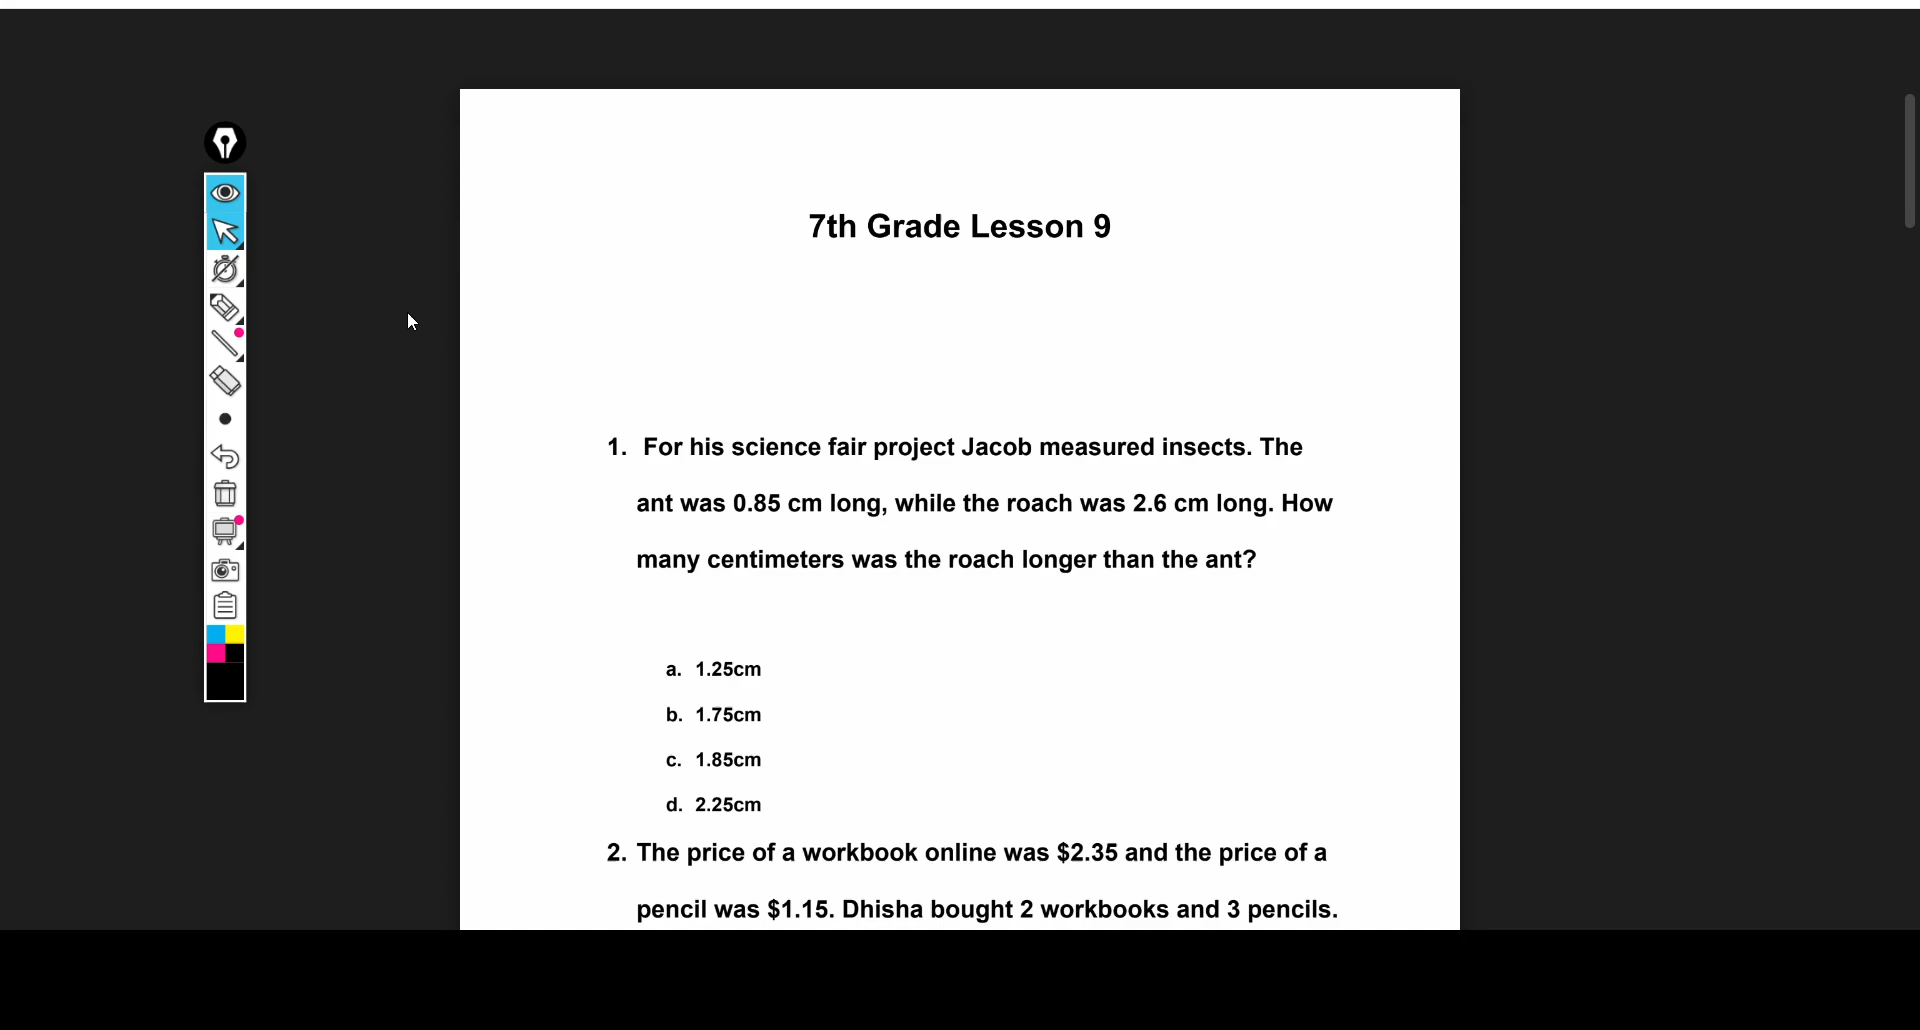 7th Grade Lesson 9
1. For his science fair project Jacob measured insects. The
ant was 0.85 cm long, while the roach was 2.6 cm long. How
many centimeters was the roach longer than the ant?
a. 1.25cm
b. 1.75cm
c. 1.85cm
d. 2.25cm
2. The price of a workbook online was $2.35 and the price of a
pencil was $1.15. Dhisha bought 2 workbooks and 3 pencils.